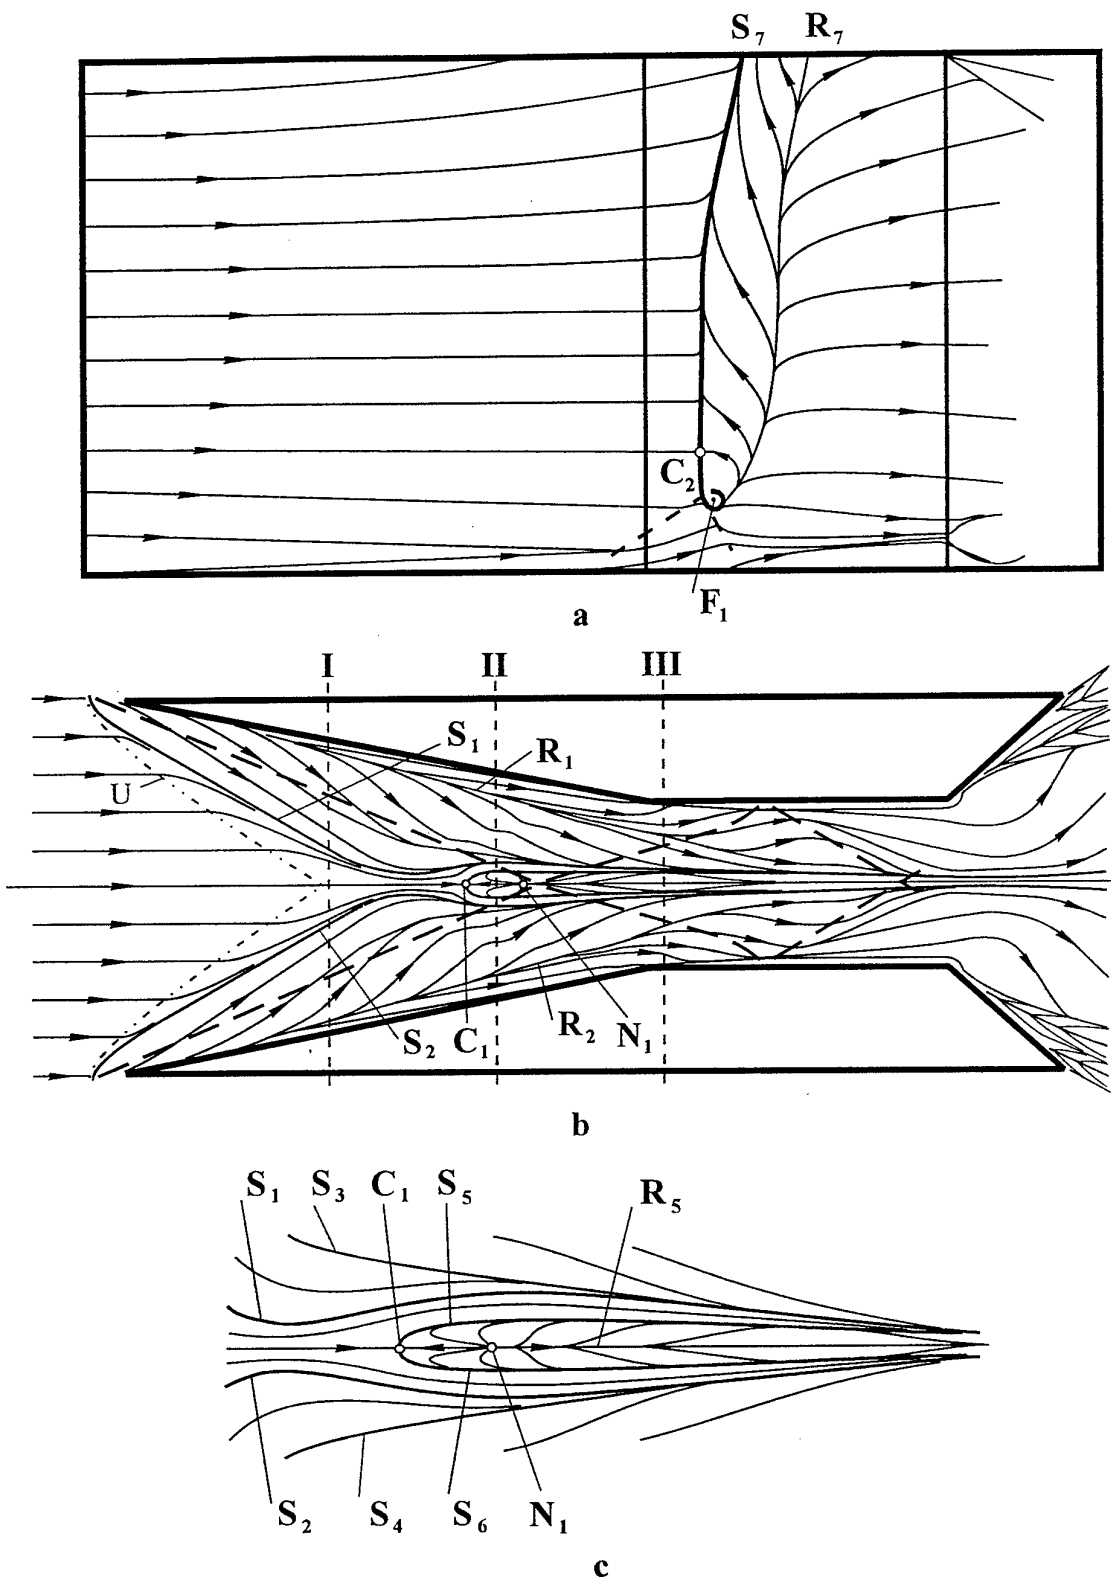 S₇ R₇
C₂
F₁
a
I II III
S₁ R₁
U
S₂ C₁ R₂ N₁
b
S₁ S₃ C₁ S₅ R₅
S₂ S₄ S₆ N₁
c